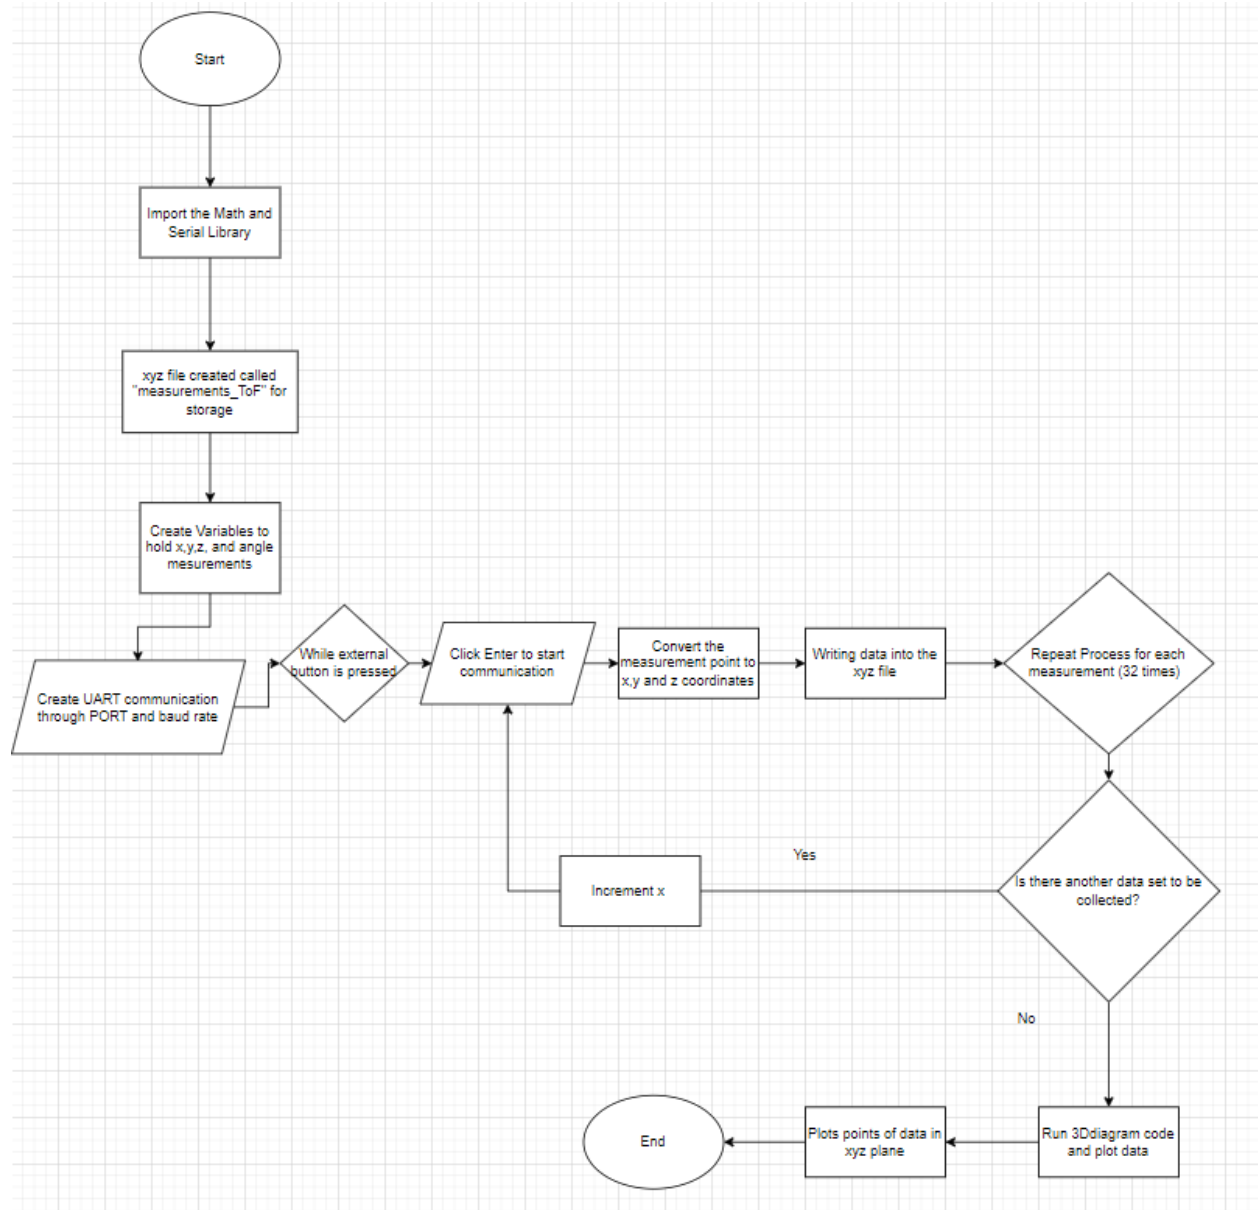 Start
Import the Math and
Serial Library
xyz file created called
"measurements_ToF" for
storage
Create Variables to
hold x,y,z, and angle
mesurements
Create UART communication
through PORT and baud rate
While external
button is pressed
Click Enter to start
communication
Convert the
measurement point to
x,y and z coordinates
Writing data into the
xyz file
Repeat Process for each
measurement (32 times)
Is there another data set to be
collected?
Yes
Increment x
No
Run 3Ddiagram code
and plot data
Plots points of data in
xyz plane
End